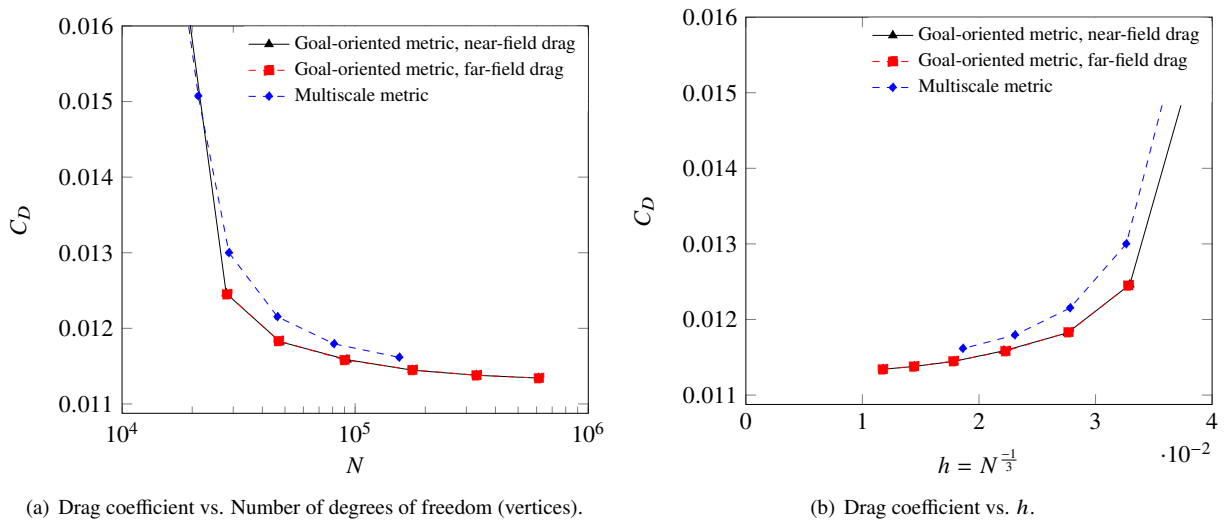 0.016
0.015
0.014
0.013
0.012
0.011
C_D
10^4
10^5
10^6
N
Goal-oriented metric, near-field drag
Goal-oriented metric, far-field drag
Multiscale metric
(a) Drag coefficient vs. Number of degrees of freedom (vertices).
0.016
0.015
0.014
0.013
0.012
0.011
C_D
0
1
2
3
4
·10^-2
h = N^{\frac{-1}{3}}
Goal-oriented metric, near-field drag
Goal-oriented metric, far-field drag
Multiscale metric
(b) Drag coefficient vs. h.